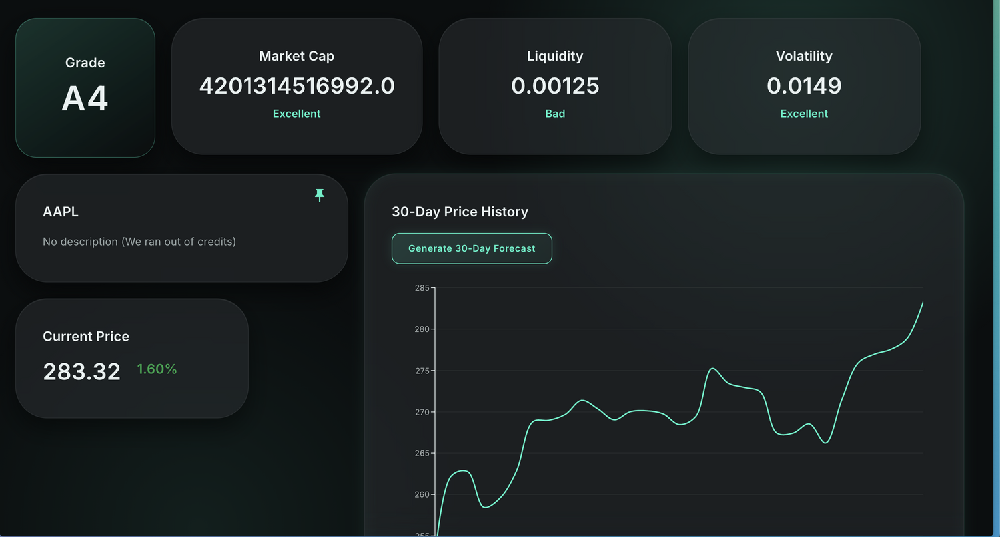 Grade
A4
Market Cap
4201314516992.0
Excellent
Liquidity
0.00125
Bad
Volatility
0.0149
Excellent
AAPL
No description (We ran out of credits)
Current Price
283.32 1.60%
30-Day Price History
Generate 30-Day Forecast
285
280
275
270
265
260
255